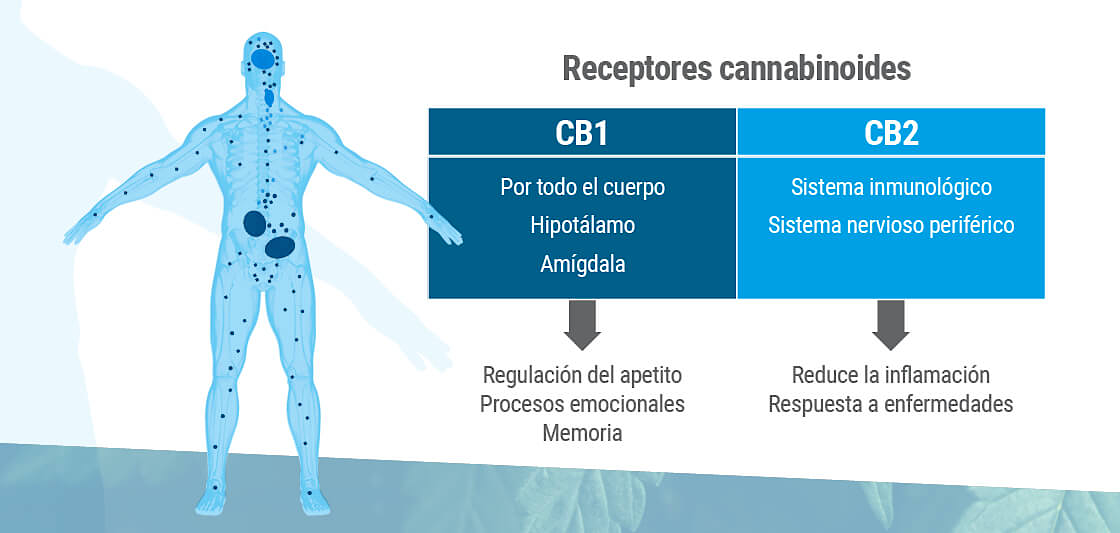 Receptores cannabinoides
CB1
CB2
Por todo el cuerpo
Hipotálamo
Amígdala
Sistema inmunológico
Sistema nervioso periférico
Regulación del apetito
Procesos emocionales
Memoria
Reduce la inflamación
Respuesta a enfermedades